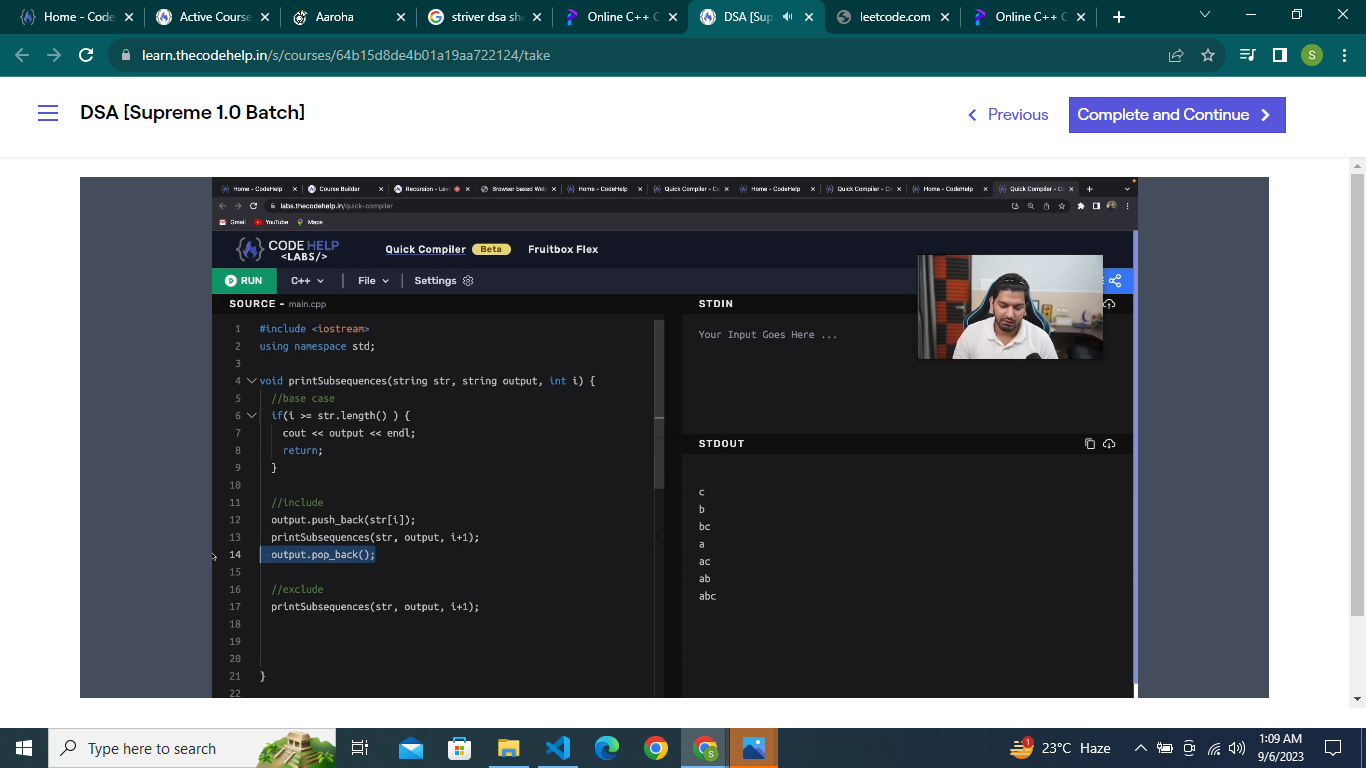 Home - Code
Active Course
Aaroha
striver dsa she
Online C++ C
DSA [Sup
leetcode.com
Online C++ C
learn.thecodehelp.in/s/courses/64b15d8de4b01a19aa722124/take
S
DSA [Supreme 1.0 Batch]
Previous
Complete and Continue
Home - CodeHelp
Course Builder
Recursion - Lev
Browser based Web
Home - CodeHelp
Quick Compiler - Co
Home - CodeHelp
Quick Compiler - Co
Home - CodeHelp
Quick Compiler - Co
labs.thecodehelp.in/quick-compiler
Gmail
YouTube
Maps
CODE HELP
<LABS/>
Quick Compiler
Beta
Fruitbox Flex
RUN
C++
File
Settings
SOURCE - main.cpp
1 #include <iostream>
2 using namespace std;
3
4 void printSubsequences(string str, string output, int i) {
5 //base case
6 if(i >= str.length() ) {
7 cout << output << endl;
8 return;
9 }
10
11 //include
12 output.push_back(str[i]);
13 printSubsequences(str, output, i+1);
14 output.pop_back();
15
16 //exclude
17 printSubsequences(str, output, i+1);
18
19
20
21 }
22
STDIN
Your Input Goes Here ...
STDOUT
c
b
bc
a
ac
ab
abc
Type here to search
S
1
23°C Haze
1:09 AM
9/6/2023